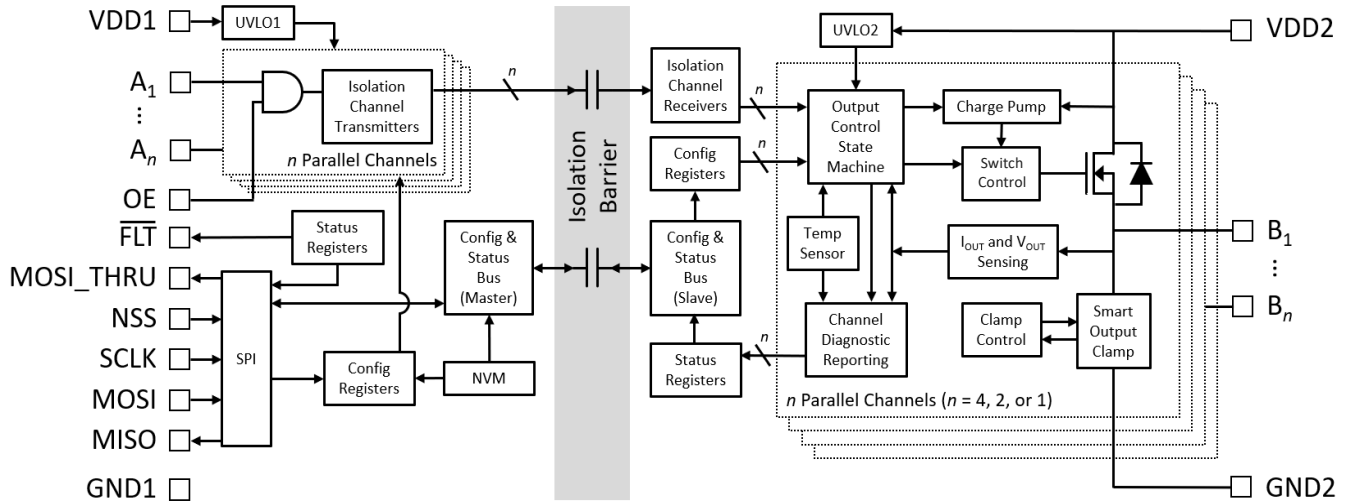 VDD1
UVLO1
A1
⋮
An
OE
FLT
MOSI_THRU
NSS
SCLK
MOSI
MISO
GND1
Isolation
Channel
Transmitters
n Parallel Channels
n
Status
Registers
SPI
Config &
Status
Bus
(Master)
Config
Registers
NVM
Isolation
Barrier
Isolation
Channel
Receivers
n
Config
Registers
n
Config &
Status
Bus
(Slave)
Status
Registers
n
UVLO2
Output
Control
State
Machine
Charge Pump
Switch
Control
Temp
Sensor
IOUT and VOUT
Sensing
Channel
Diagnostic
Reporting
Clamp
Control
Smart
Output
Clamp
n Parallel Channels (n = 4, 2, or 1)
VDD2
B1
⋮
Bn
GND2